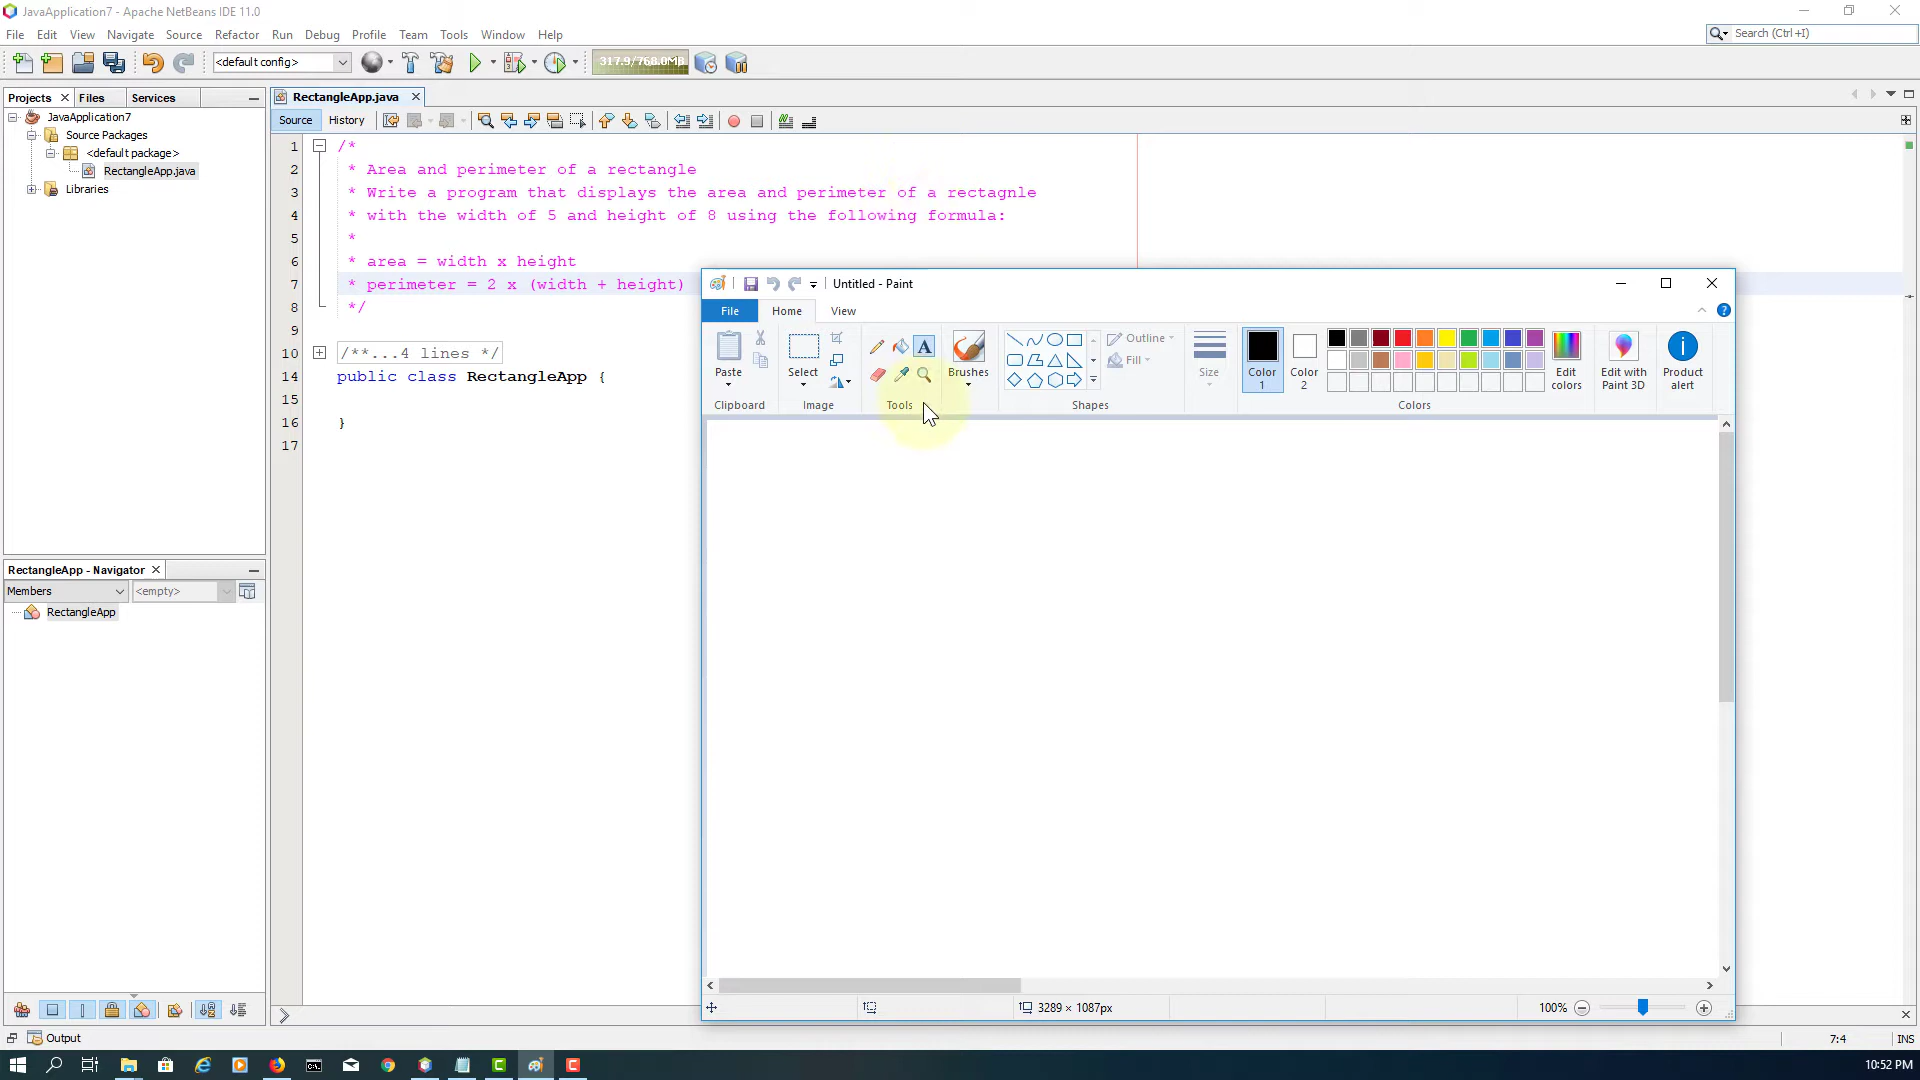 JavaApplication7 - Apache NetBeans IDE 11.0
File Edit View Navigate Source Refactor Run Debug Profile Team Tools Window Help
Search (Ctrl+I)
<default config>
317.9/768.0MB
Projects Files Services
RectangleApp.java
JavaApplication7
Source Packages
<default package>
RectangleApp.java
Libraries
Source History
1 /*
2 * Area and perimeter of a rectangle
3 * Write a program that displays the area and perimeter of a rectagnle
4 * with the width of 5 and height of 8 using the following formula:
5 *
6 * area = width x height
7 * perimeter = 2 x (width + height)
8 */
9
10 /**...4 lines */
14 public class RectangleApp {
15
16 }
17
RectangleApp - Navigator
Members <empty>
RectangleApp
Untitled - Paint
File Home View
Paste Select A Brushes Outline Fill Size Color 1 Color 2 Edit colors Edit with Paint 3D Product alert
Clipboard Image Tools Shapes Colors
3289 × 1087px 100%
Output
7:4 INS
10:52 PM